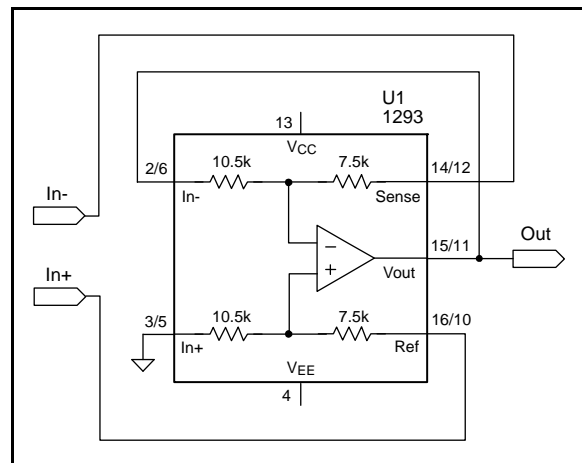 U1
1293
13
VCC
10.5k
7.5k
2/6
14/12
In-
Sense
In-
Out
15/11
Vout
In+
10.5k
7.5k
3/5
16/10
In+
Ref
VEE
4